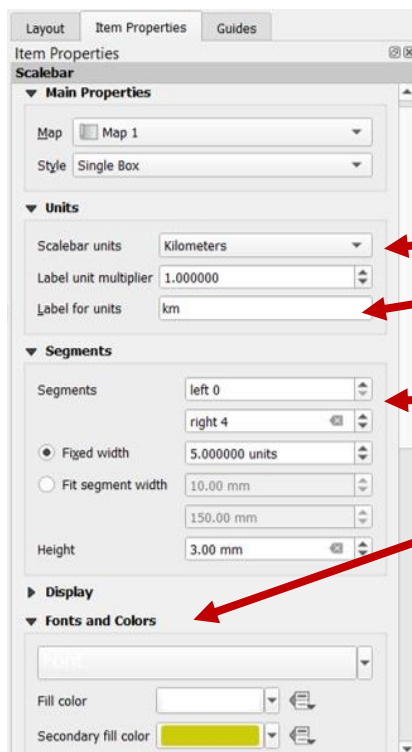 Layout Item Properties Guides
Item Properties
Scalebar
Main Properties
Map Map 1
Style Single Box
Units
Scalebar units Kilometers
Label unit multiplier 1.000000
Label for units km
Segments
Segments left 0
right 4
Fixed width 5.000000 units
Fit segment width 10.00 mm
150.00 mm
Height 3.00 mm
Display
Fonts and Colors
Font
Fill color
Secondary fill color